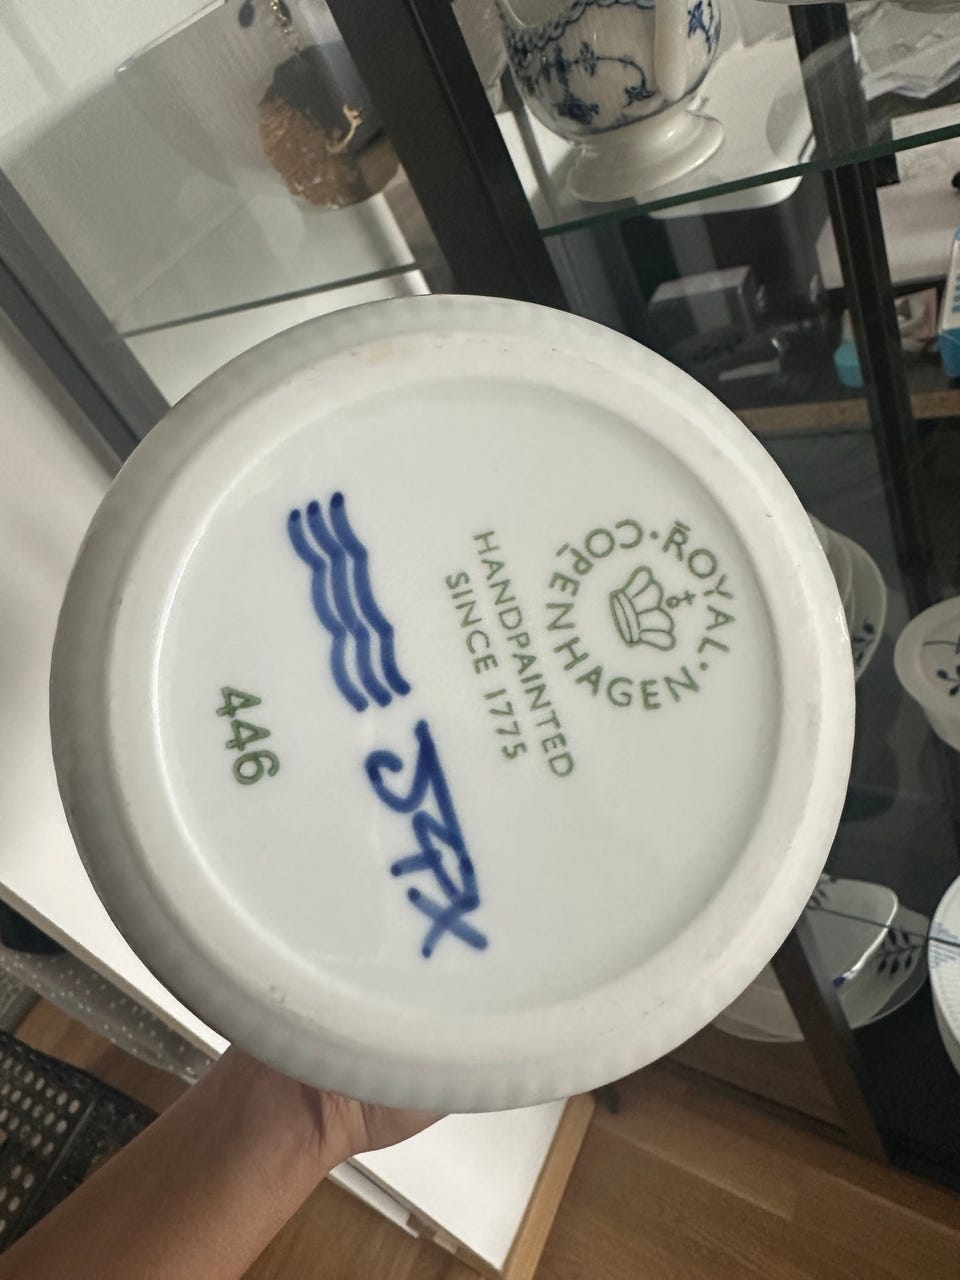 ROYAL
COPENHAGEN
HANDPAINTED
SINCE 1775
446